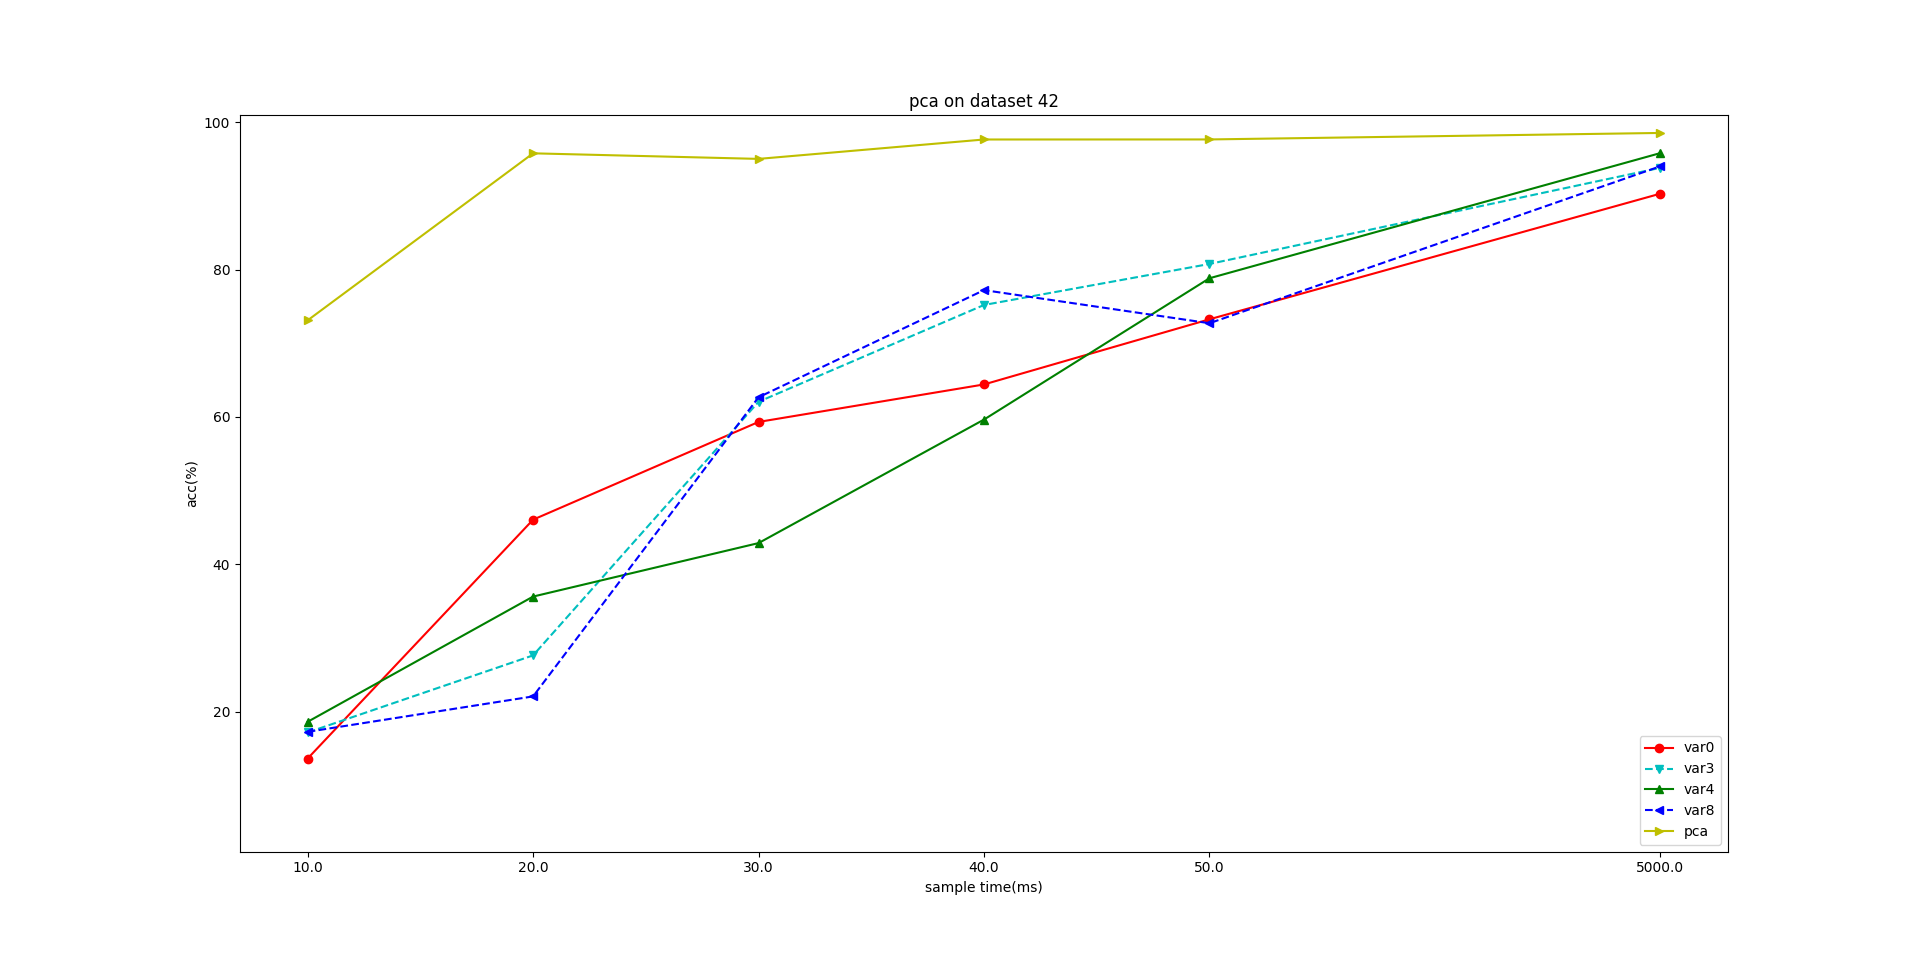 pca on dataset 42
100
80
60
40
20
acc(%)
10.0 20.0 30.0 40.0 50.0 5000.0
sample time(ms)
var0
var3
var4
var8
pca